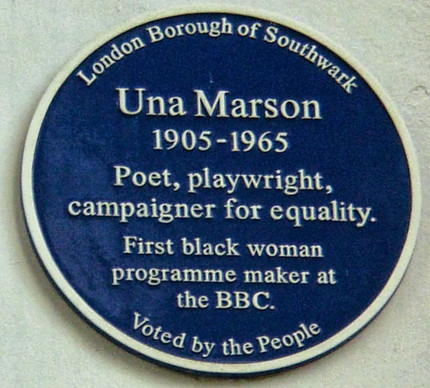 London Borough of Southwark
Una Marson
1905-1965
Poet, playwright,
campaigner for equality.
First black woman
programme maker at
the BBC.
Voted by the People